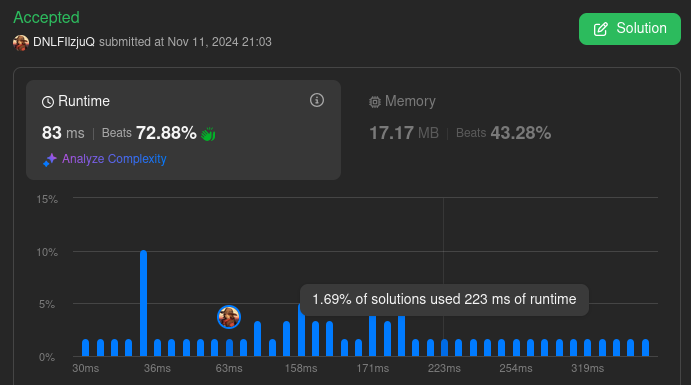 Accepted
DNLFIlzjuQ submitted at Nov 11, 2024 21:03
Solution
Runtime
83 ms | Beats 72.88%
Analyze Complexity
Memory
17.17 MB | Beats 43.28%
15%
10%
5%
0%
1.69% of solutions used 223 ms of runtime
30ms 36ms 63ms 158ms 171ms 223ms 254ms 319ms